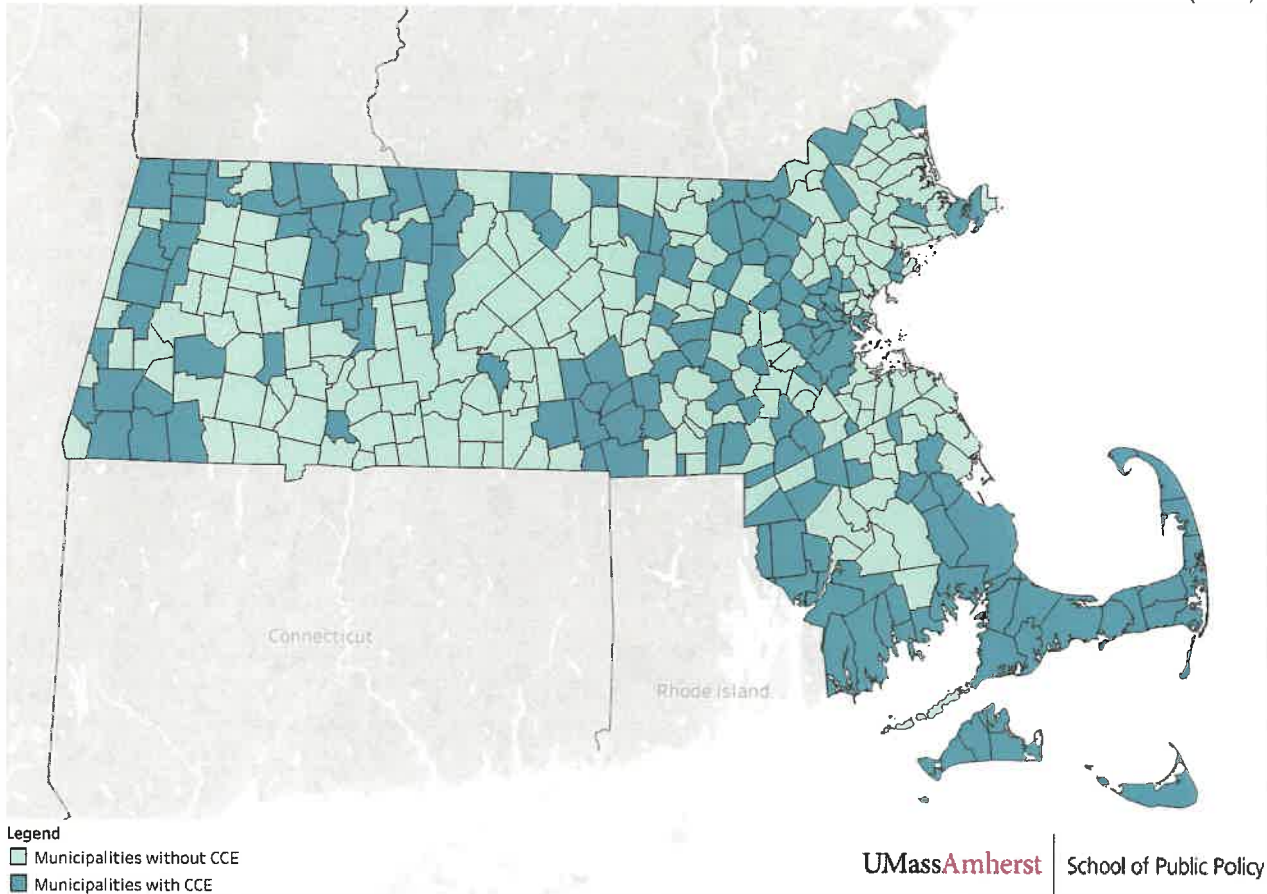 Connecticut
Rhode Island
Legend
Municipalities without CCE
Municipalities with CCE
UMassAmherst | School of Public Policy